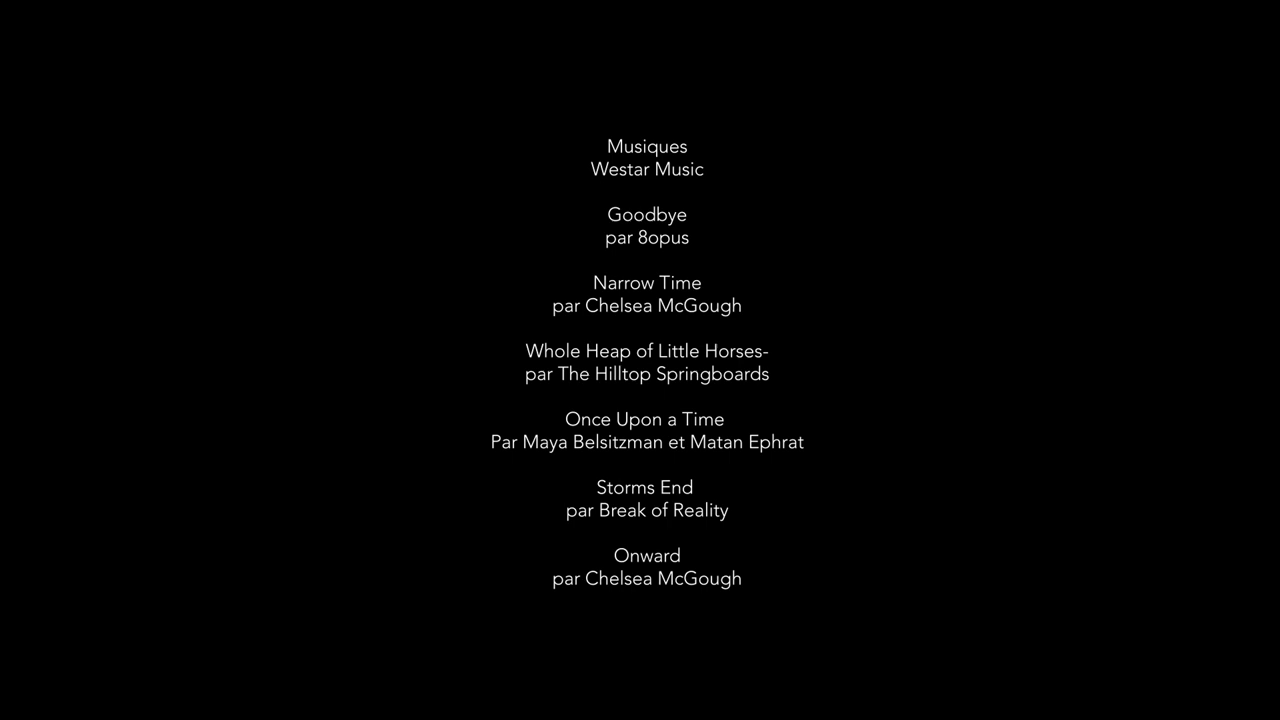 Musiques
Westar Music
Goodbye
par 8opus
Narrow Time
par Chelsea McGough
Whole Heap of Little Horses-
par The Hilltop Springboards
Once Upon a Time
Par Maya Belsitzman et Matan Ephrat
Storms End
par Break of Reality
Onward
par Chelsea McGough